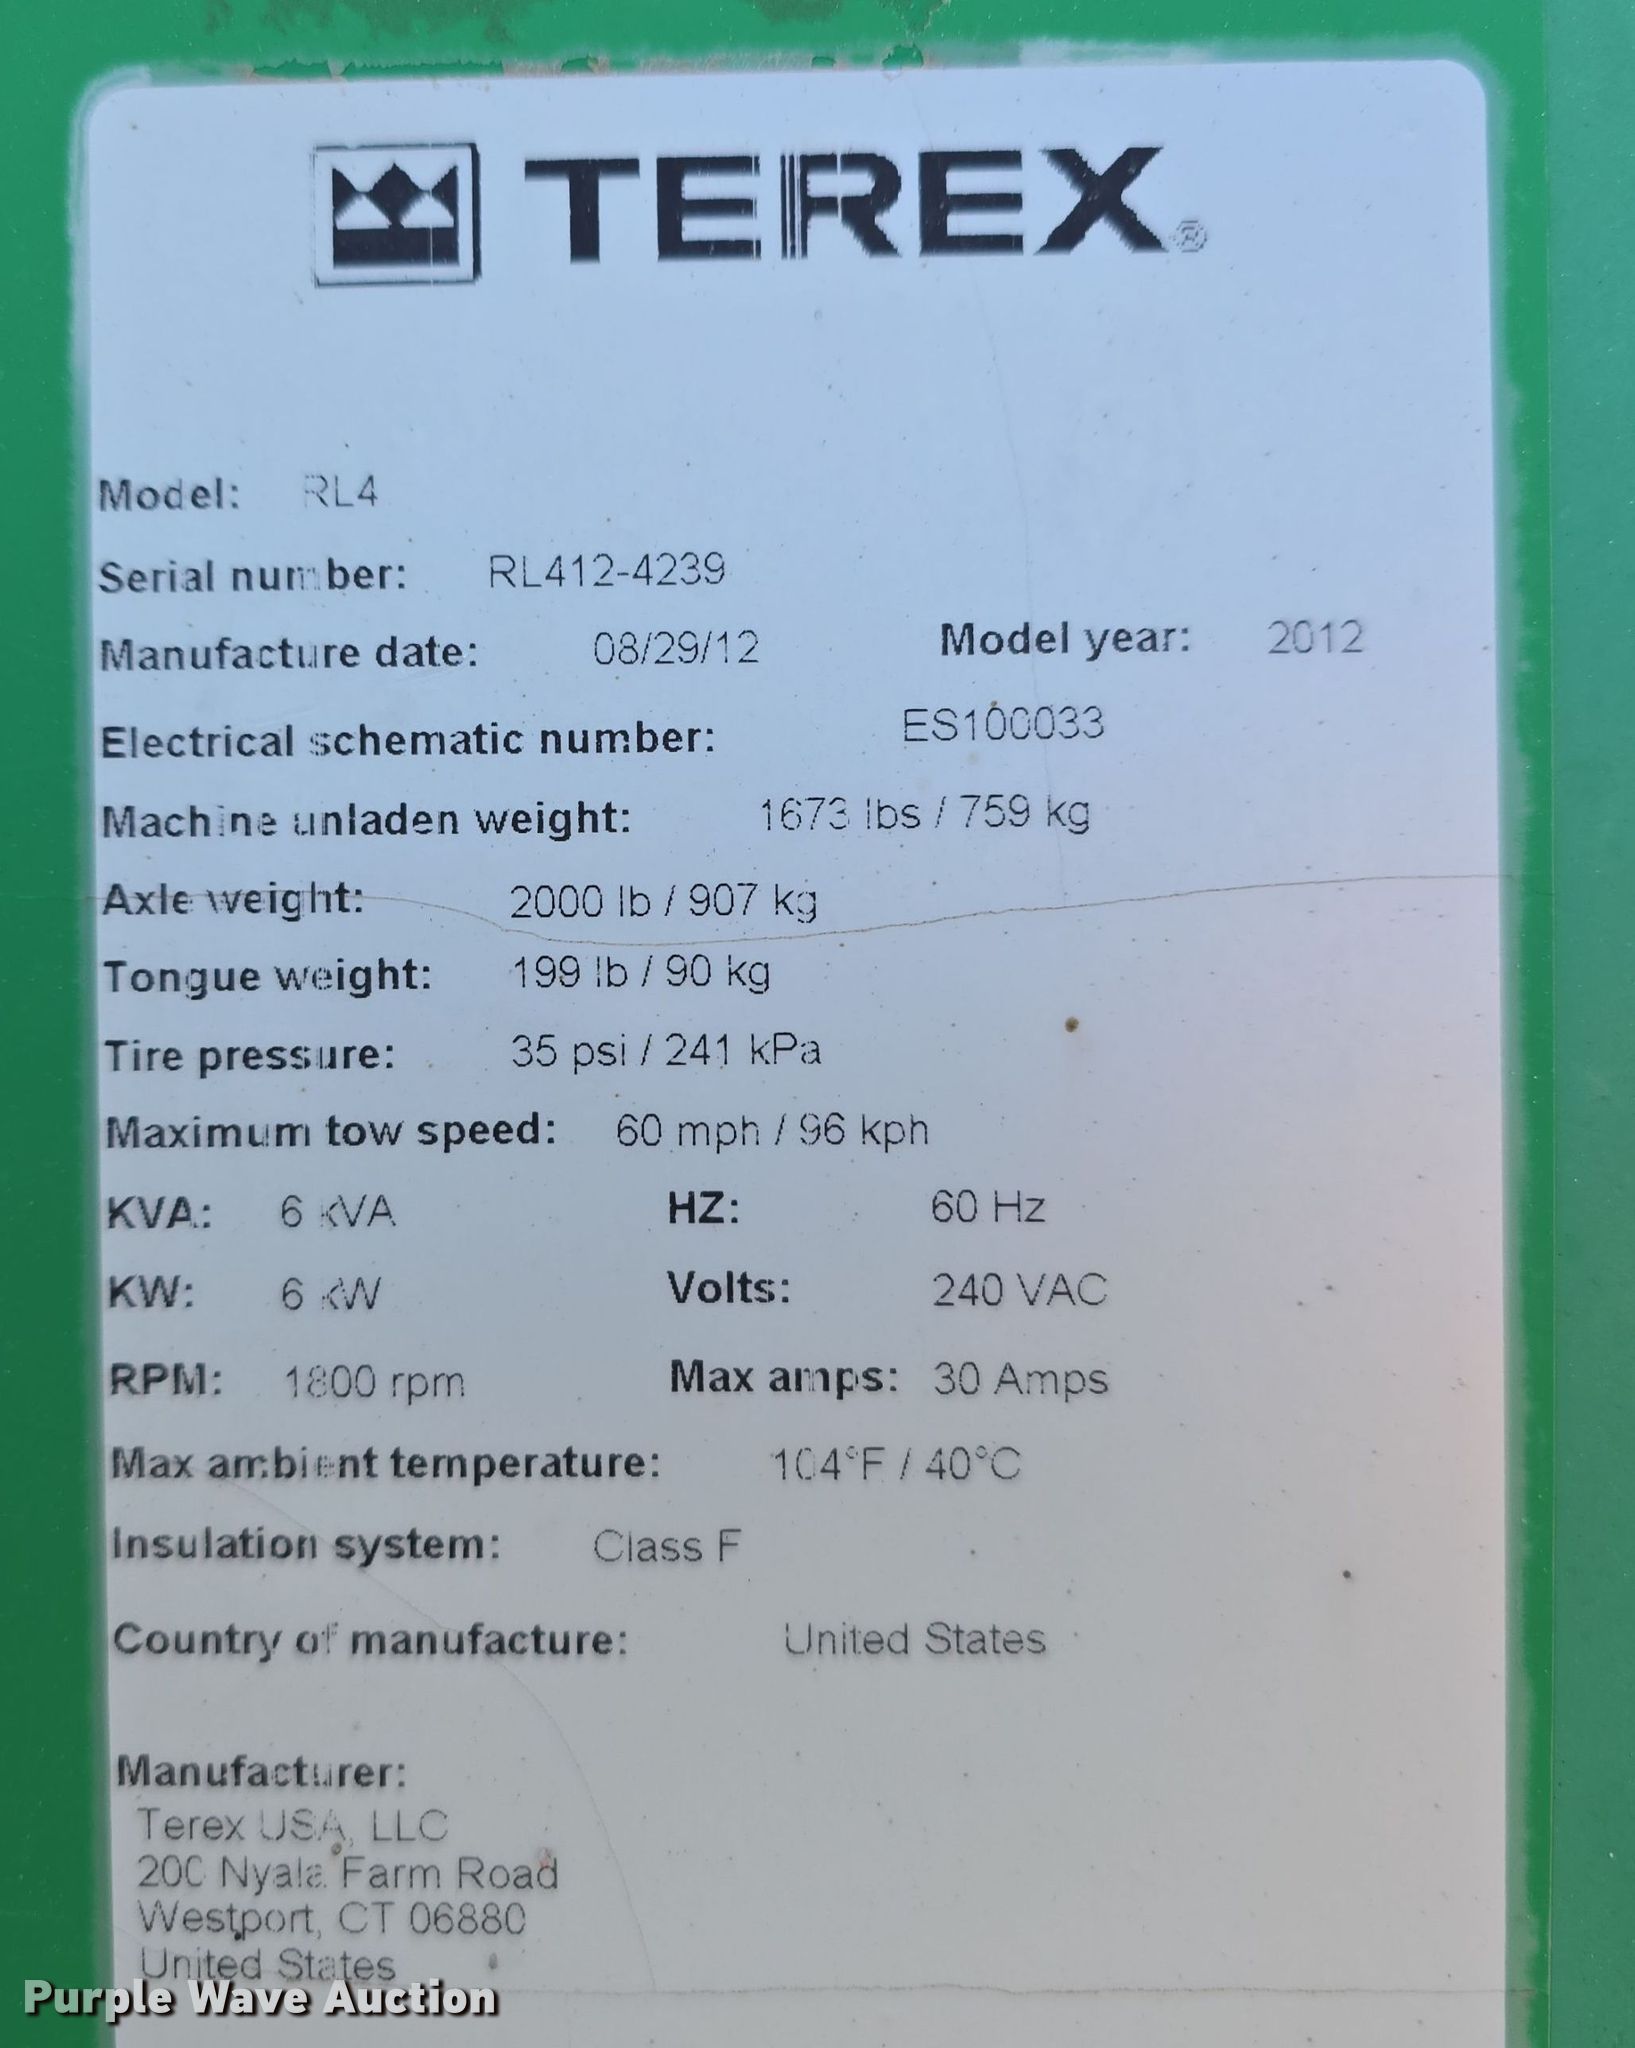 TEREX®
Model: RL4
Serial number: RL412-4239
Manufacture date: 08/29/12 Model year: 2012
Electrical schematic number: ES100033
Machine unladen weight: 1673 lbs / 759 kg
Axle weight: 2000 lb / 907 kg
Tongue weight: 199 lb / 90 kg
Tire pressure: 35 psi / 241 kPa
Maximum tow speed: 60 mph / 96 kph
KVA: 6 kVA HZ: 60 Hz
KW: 6 kW Volts: 240 VAC
RPM: 1800 rpm Max amps: 30 Amps
Max ambient temperature: 104°F / 40°C
Insulation system: Class F
Country of manufacture: United States
Manufacturer:
Terex USA, LLC
200 Nyala Farm Road
Westport, CT 06880
United States
Purple Wave Auction